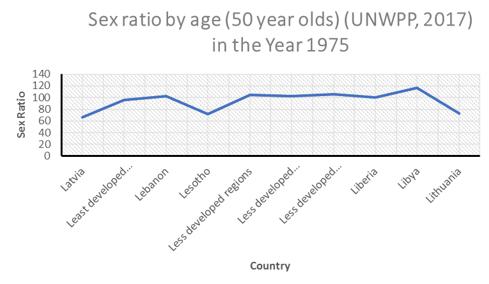 Sex ratio by age (50 year olds) (UNWPP, 2017)
in the Year 1975
140
120
100
80
60
40
20
0
Sex Ratio
Latvia
Least developed...
Lebanon
Lesotho
Less developed regions
Less developed...
Less developed...
Liberia
Libya
Lithuania
Country